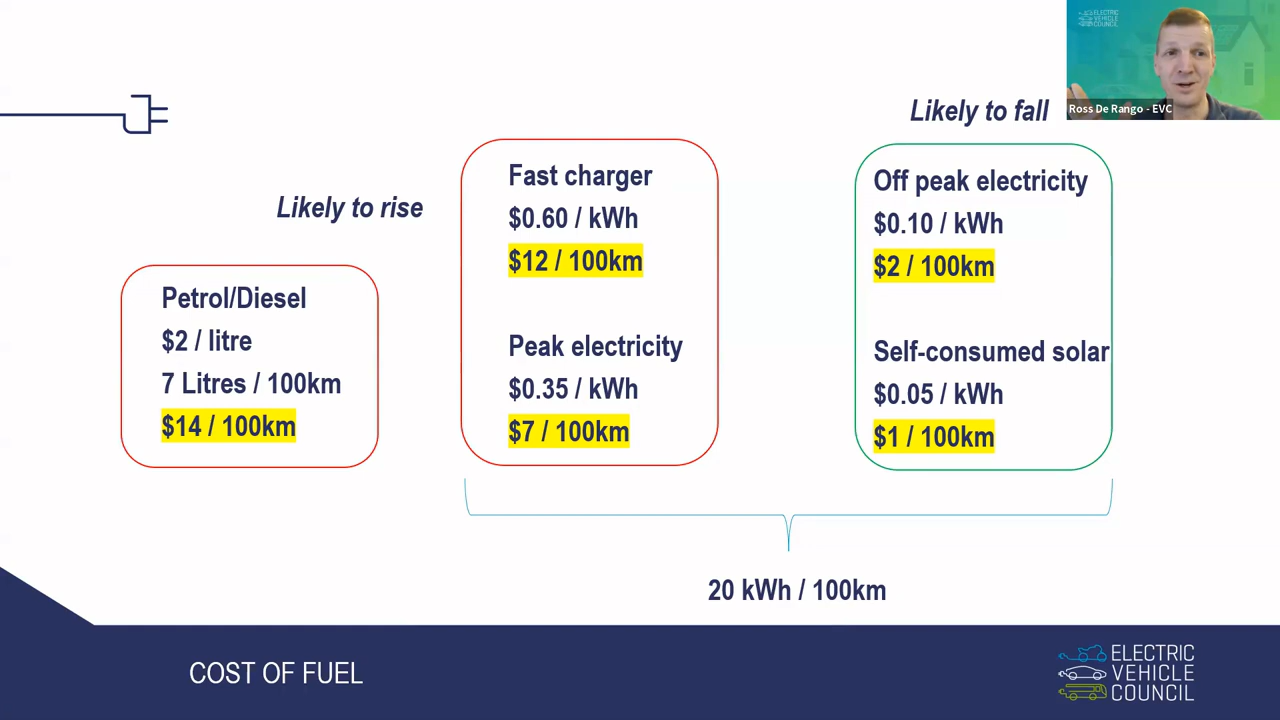 ELECTRIC
VEHICLE
COUNCIL
Ross De Rango - EVC
Likely to rise
Likely to fall
Petrol/Diesel
$2 / litre
7 Litres / 100km
$14 / 100km
Fast charger
$0.60 / kWh
$12 / 100km
Peak electricity
$0.35 / kWh
$7 / 100km
Off peak electricity
$0.10 / kWh
$2 / 100km
Self-consumed solar
$0.05 / kWh
$1 / 100km
20 kWh / 100km
COST OF FUEL
ELECTRIC
VEHICLE
COUNCIL